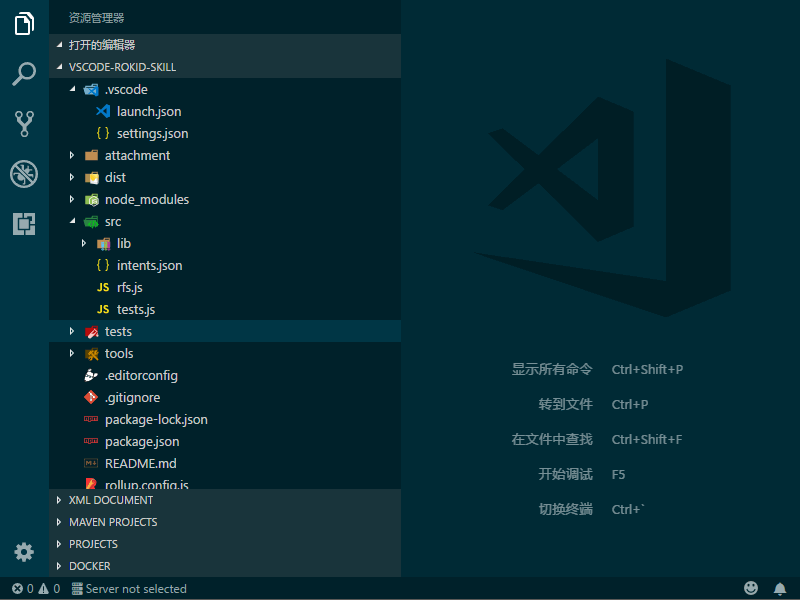 资源管理器
打开的编辑器
VSCODE-ROKID-SKILL
.vscode
launch.json
{ } settings.json
attachment
dist
node_modules
src
lib
{ } intents.json
JS rfs.js
JS tests.js
tests
tools
.editorconfig
.gitignore
package-lock.json
package.json
README.md
rollup.config.js
XML DOCUMENT
MAVEN PROJECTS
PROJECTS
DOCKER
显示所有命令 Ctrl+Shift+P
转到文件 Ctrl+P
在文件中查找 Ctrl+Shift+F
开始调试 F5
切换终端 Ctrl+`
0 0 Server not selected